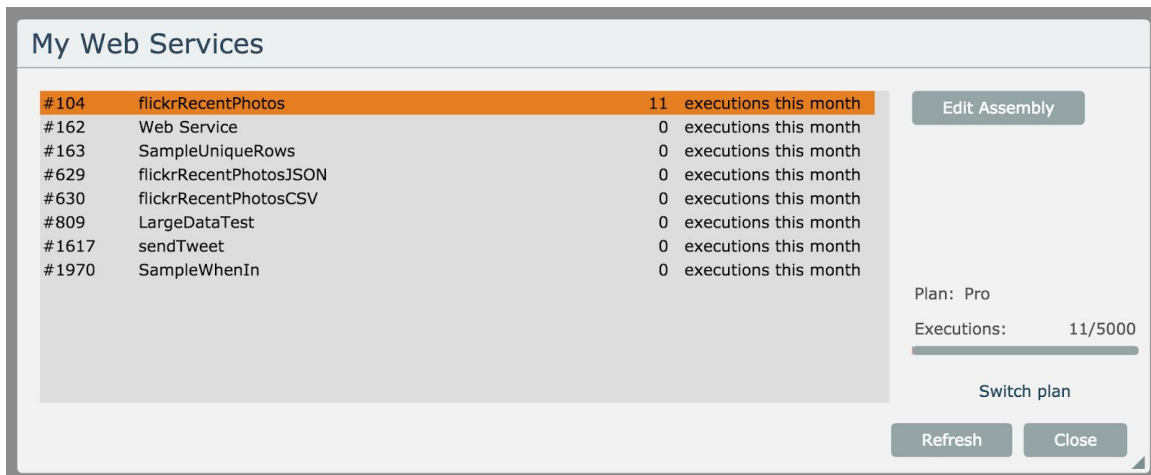 My Web Services
#104 flickrRecentPhotos 11 executions this month
#162 Web Service 0 executions this month
#163 SampleUniqueRows 0 executions this month
#629 flickrRecentPhotosJSON 0 executions this month
#630 flickrRecentPhotosCSV 0 executions this month
#809 LargeDataTest 0 executions this month
#1617 sendTweet 0 executions this month
#1970 SampleWhenIn 0 executions this month
Edit Assembly
Plan: Pro
Executions: 11/5000
Switch plan
Refresh Close